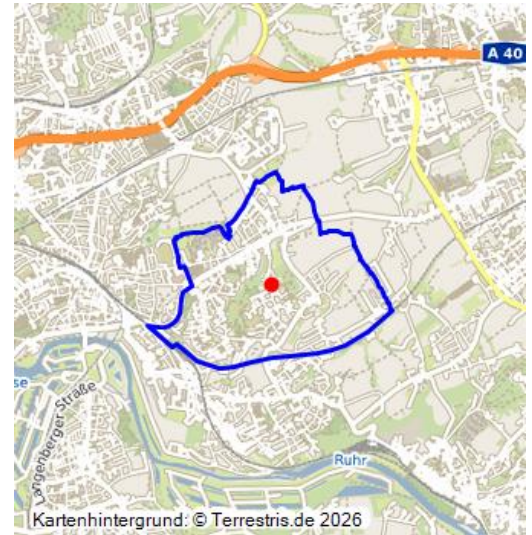 A 40
se
Langenberger Straße
Ruhr
Kartenhintergrund: © Terrestris.de 2026